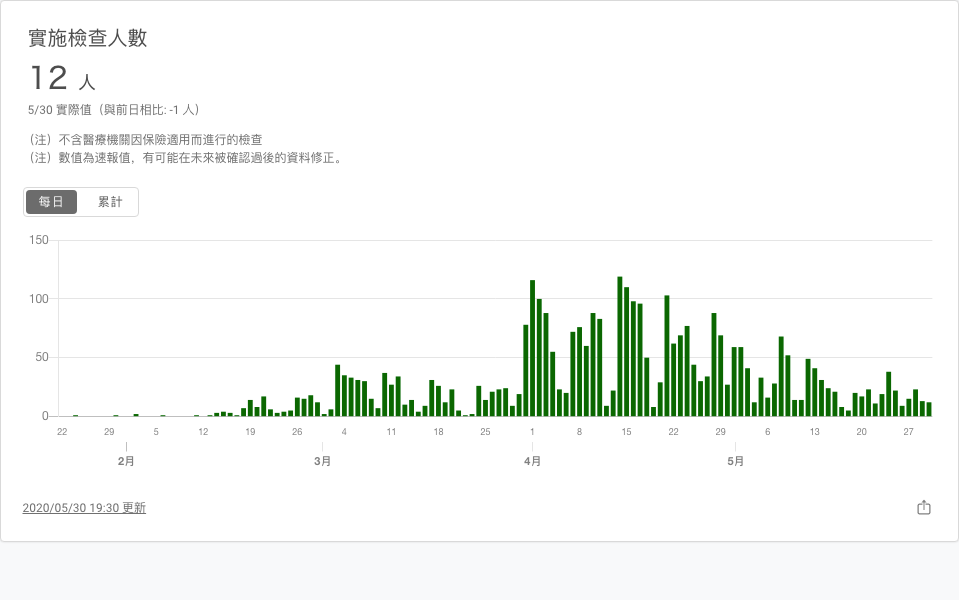 實施檢查人數
12 人
5/30 實際值（與前日相比: -1 人）
（注）不含醫療機關因保險適用而進行的檢查
（注）數值為速報值，有可能在未來被確認過後的資料修正。
每日 累計
150
100
50
0
22 29 5 12 19 26 4 11 18 25 1 8 15 22 29 6 13 20 27
2月 3月 4月 5月
2020/05/30 19:30 更新